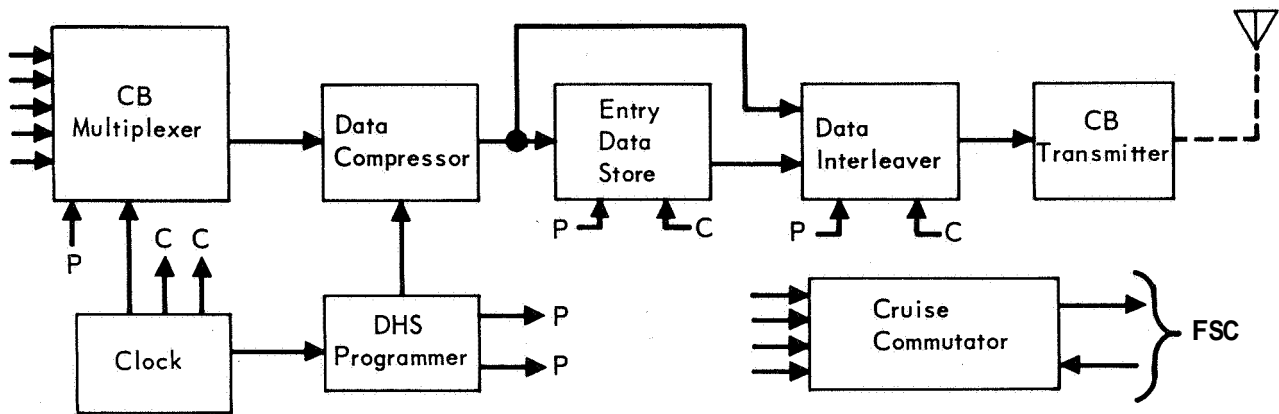 CB
Multiplexer
Data
Compressor
Entry
Data
Store
Data
Interleaver
CB
Transmitter
P
C
P
C
P
C
C
Clock
DHS
Programmer
P
P
Cruise
Commutator
FSC